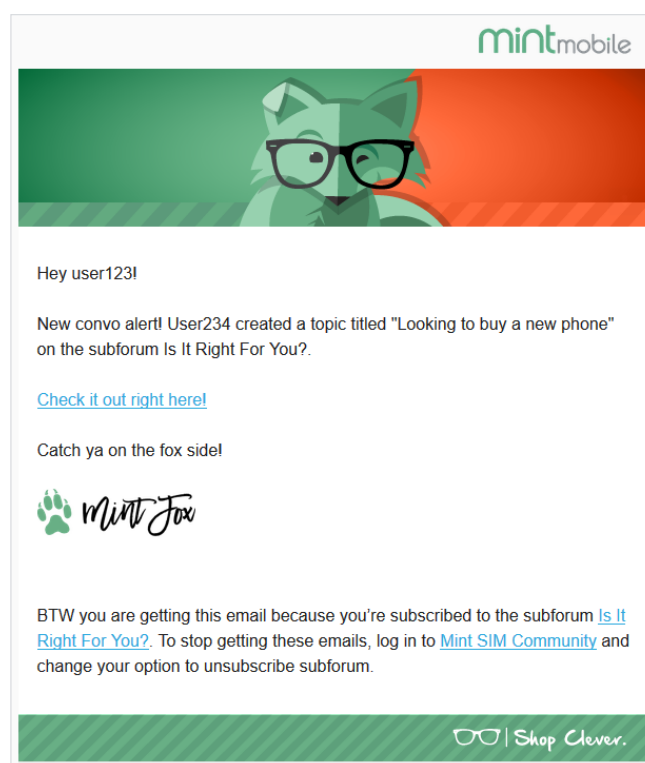 mintmobile
Hey user123!
New convo alert! User234 created a topic titled "Looking to buy a new phone"
on the subforum Is It Right For You?.
Check it out right here!
Catch ya on the fox side!
Mint Fox
BTW you are getting this email because you're subscribed to the subforum Is It
Right For You?. To stop getting these emails, log in to Mint SIM Community and
change your option to unsubscribe subforum.
Shop Clever.